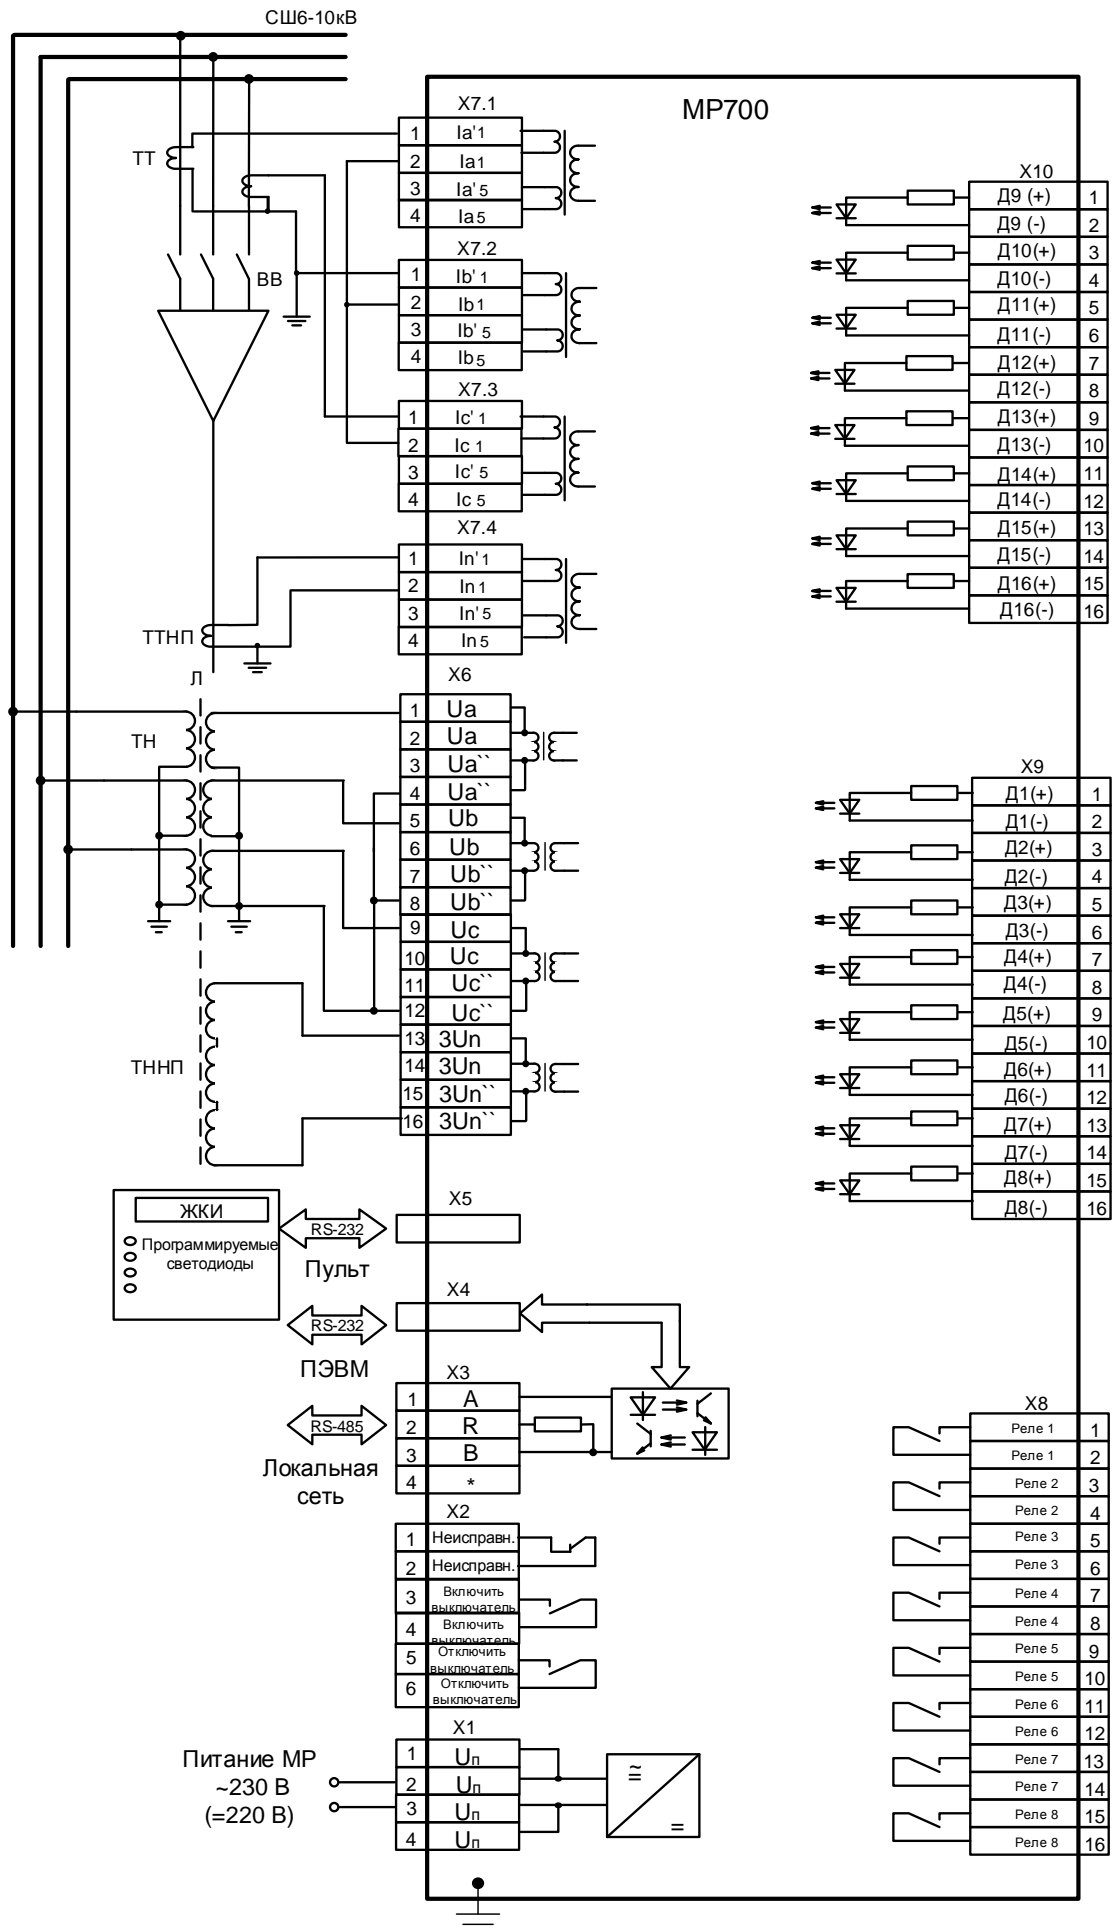 СШ6-10кВ
МР700
ТТ
ВВ
X7.1
1 Ia'1
2 Ia1
3 Ia'5
4 Ia5
X7.2
1 Ib'1
2 Ib1
3 Ib'5
4 Ib5
X7.3
1 Ic'1
2 Ic1
3 Ic'5
4 Ic5
X7.4
1 In'1
2 In1
3 In'5
4 In5
ТТНП
Л
ТН
ТННП
X6
1 Ua
2 Ua
3 Ua``
4 Ua``
5 Ub
6 Ub
7 Ub``
8 Ub``
9 Uc
10 Uc
11 Uc``
12 Uc``
13 3Un
14 3Un
15 3Un``
16 3Un``
ЖКИ
Программируемые
светодиоды
RS-232
Пульт
X5
RS-232
ПЭВМ
X4
RS-485
Локальная
сеть
X3
1 A
2 R
3 B
4 *
X2
1 Неисправн.
2 Неисправн.
3 Включить
выключатель
4 Включить
выключатель
5 Отключить
выключатель
6 Отключить
выключатель
Питание МР
~230 В
(=220 В)
X1
1 Uп
2 Uп
3 Uп
4 Uп
≂
=
X10
Д9 (+) 1
Д9 (-) 2
Д10(+) 3
Д10(-) 4
Д11(+) 5
Д11(-) 6
Д12(+) 7
Д12(-) 8
Д13(+) 9
Д13(-) 10
Д14(+) 11
Д14(-) 12
Д15(+) 13
Д15(-) 14
Д16(+) 15
Д16(-) 16
X9
Д1(+) 1
Д1(-) 2
Д2(+) 3
Д2(-) 4
Д3(+) 5
Д3(-) 6
Д4(+) 7
Д4(-) 8
Д5(+) 9
Д5(-) 10
Д6(+) 11
Д6(-) 12
Д7(+) 13
Д7(-) 14
Д8(+) 15
Д8(-) 16
X8
Реле 1 1
Реле 1 2
Реле 2 3
Реле 2 4
Реле 3 5
Реле 3 6
Реле 4 7
Реле 4 8
Реле 5 9
Реле 5 10
Реле 6 11
Реле 6 12
Реле 7 13
Реле 7 14
Реле 8 15
Реле 8 16